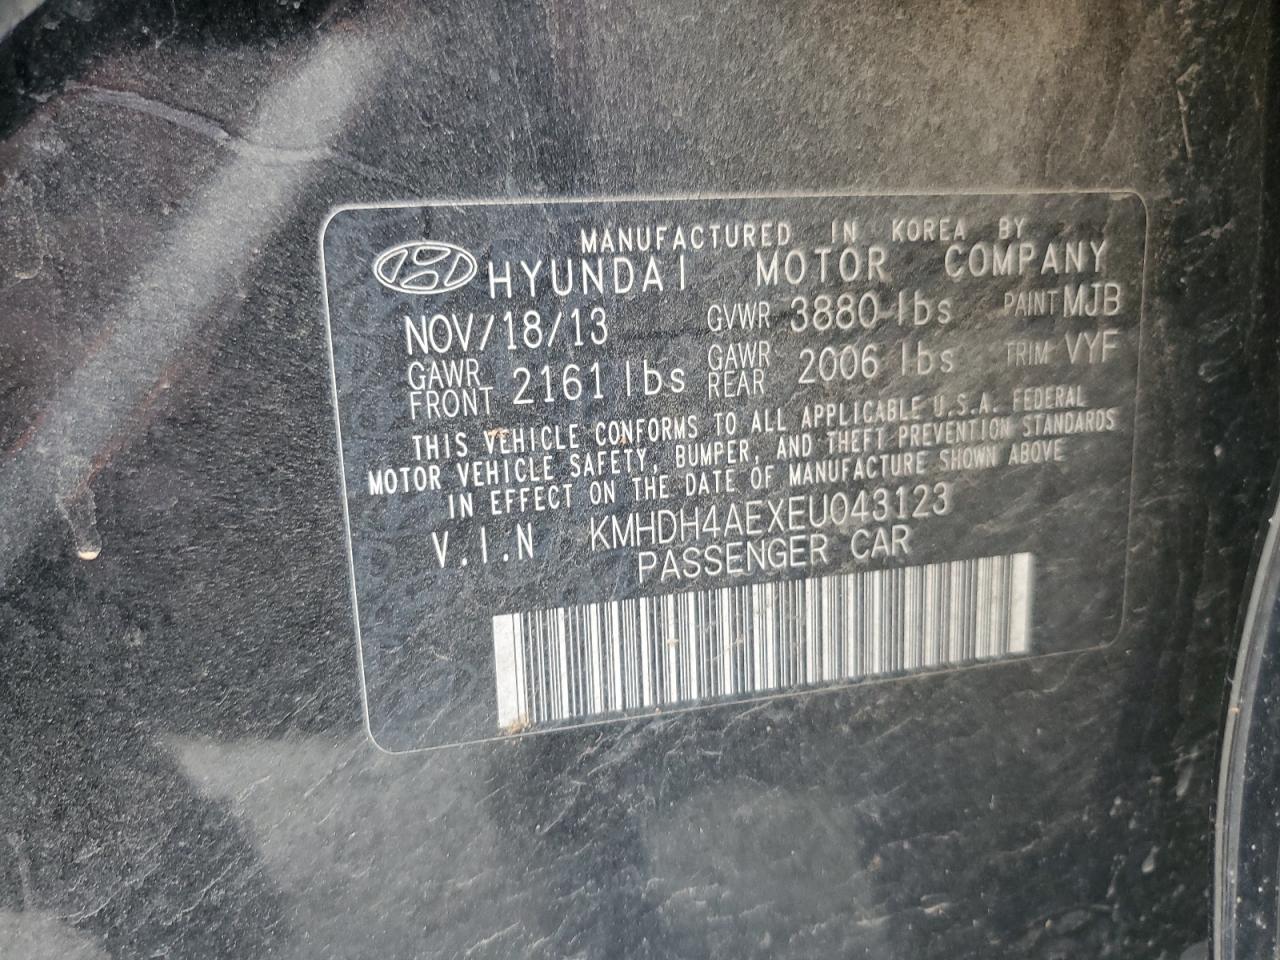 MANUFACTURED IN KOREA BY
HYUNDAI MOTOR COMPANY
NOV/18/13 GVWR 3880 lbs PAINT MJB
GAWR FRONT 2161 lbs GAWR REAR 2006 lbs TRIM VYF
THIS VEHICLE CONFORMS TO ALL APPLICABLE U.S.A. FEDERAL
MOTOR VEHICLE SAFETY, BUMPER, AND THEFT PREVENTION STANDARDS
IN EFFECT ON THE DATE OF MANUFACTURE SHOWN ABOVE
V.I.N KMHDH4AEXEU043123
PASSENGER CAR